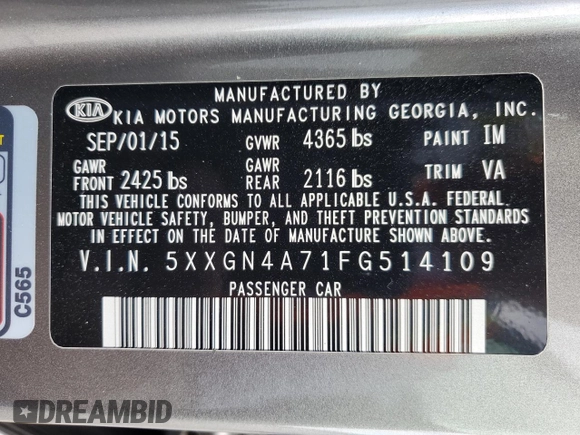 MANUFACTURED BY
KIA KIA MOTORS MANUFACTURING GEORGIA, INC.
SEP/01/15 GVWR 4365 lbs PAINT IM
GAWR FRONT 2425 lbs GAWR REAR 2116 lbs TRIM VA
THIS VEHICLE CONFORMS TO ALL APPLICABLE U.S.A. FEDERAL
MOTOR VEHICLE SAFETY, BUMPER, AND THEFT PREVENTION STANDARDS
IN EFFECT ON THE DATE OF MANUFACTURE SHOWN ABOVE
V.I.N. 5XXGN4A71FG514109
PASSENGER CAR
C565
DREAMBID